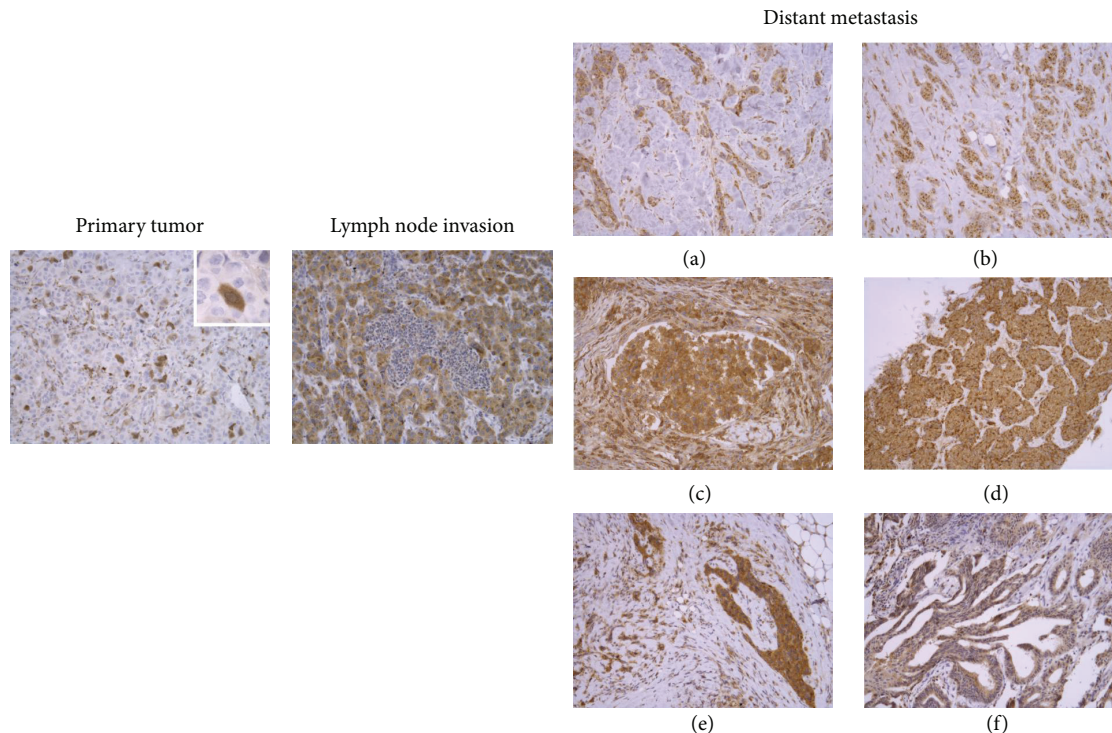 Distant metastasis
Primary tumor
Lymph node invasion
(a)
(b)
(c)
(d)
(e)
(f)